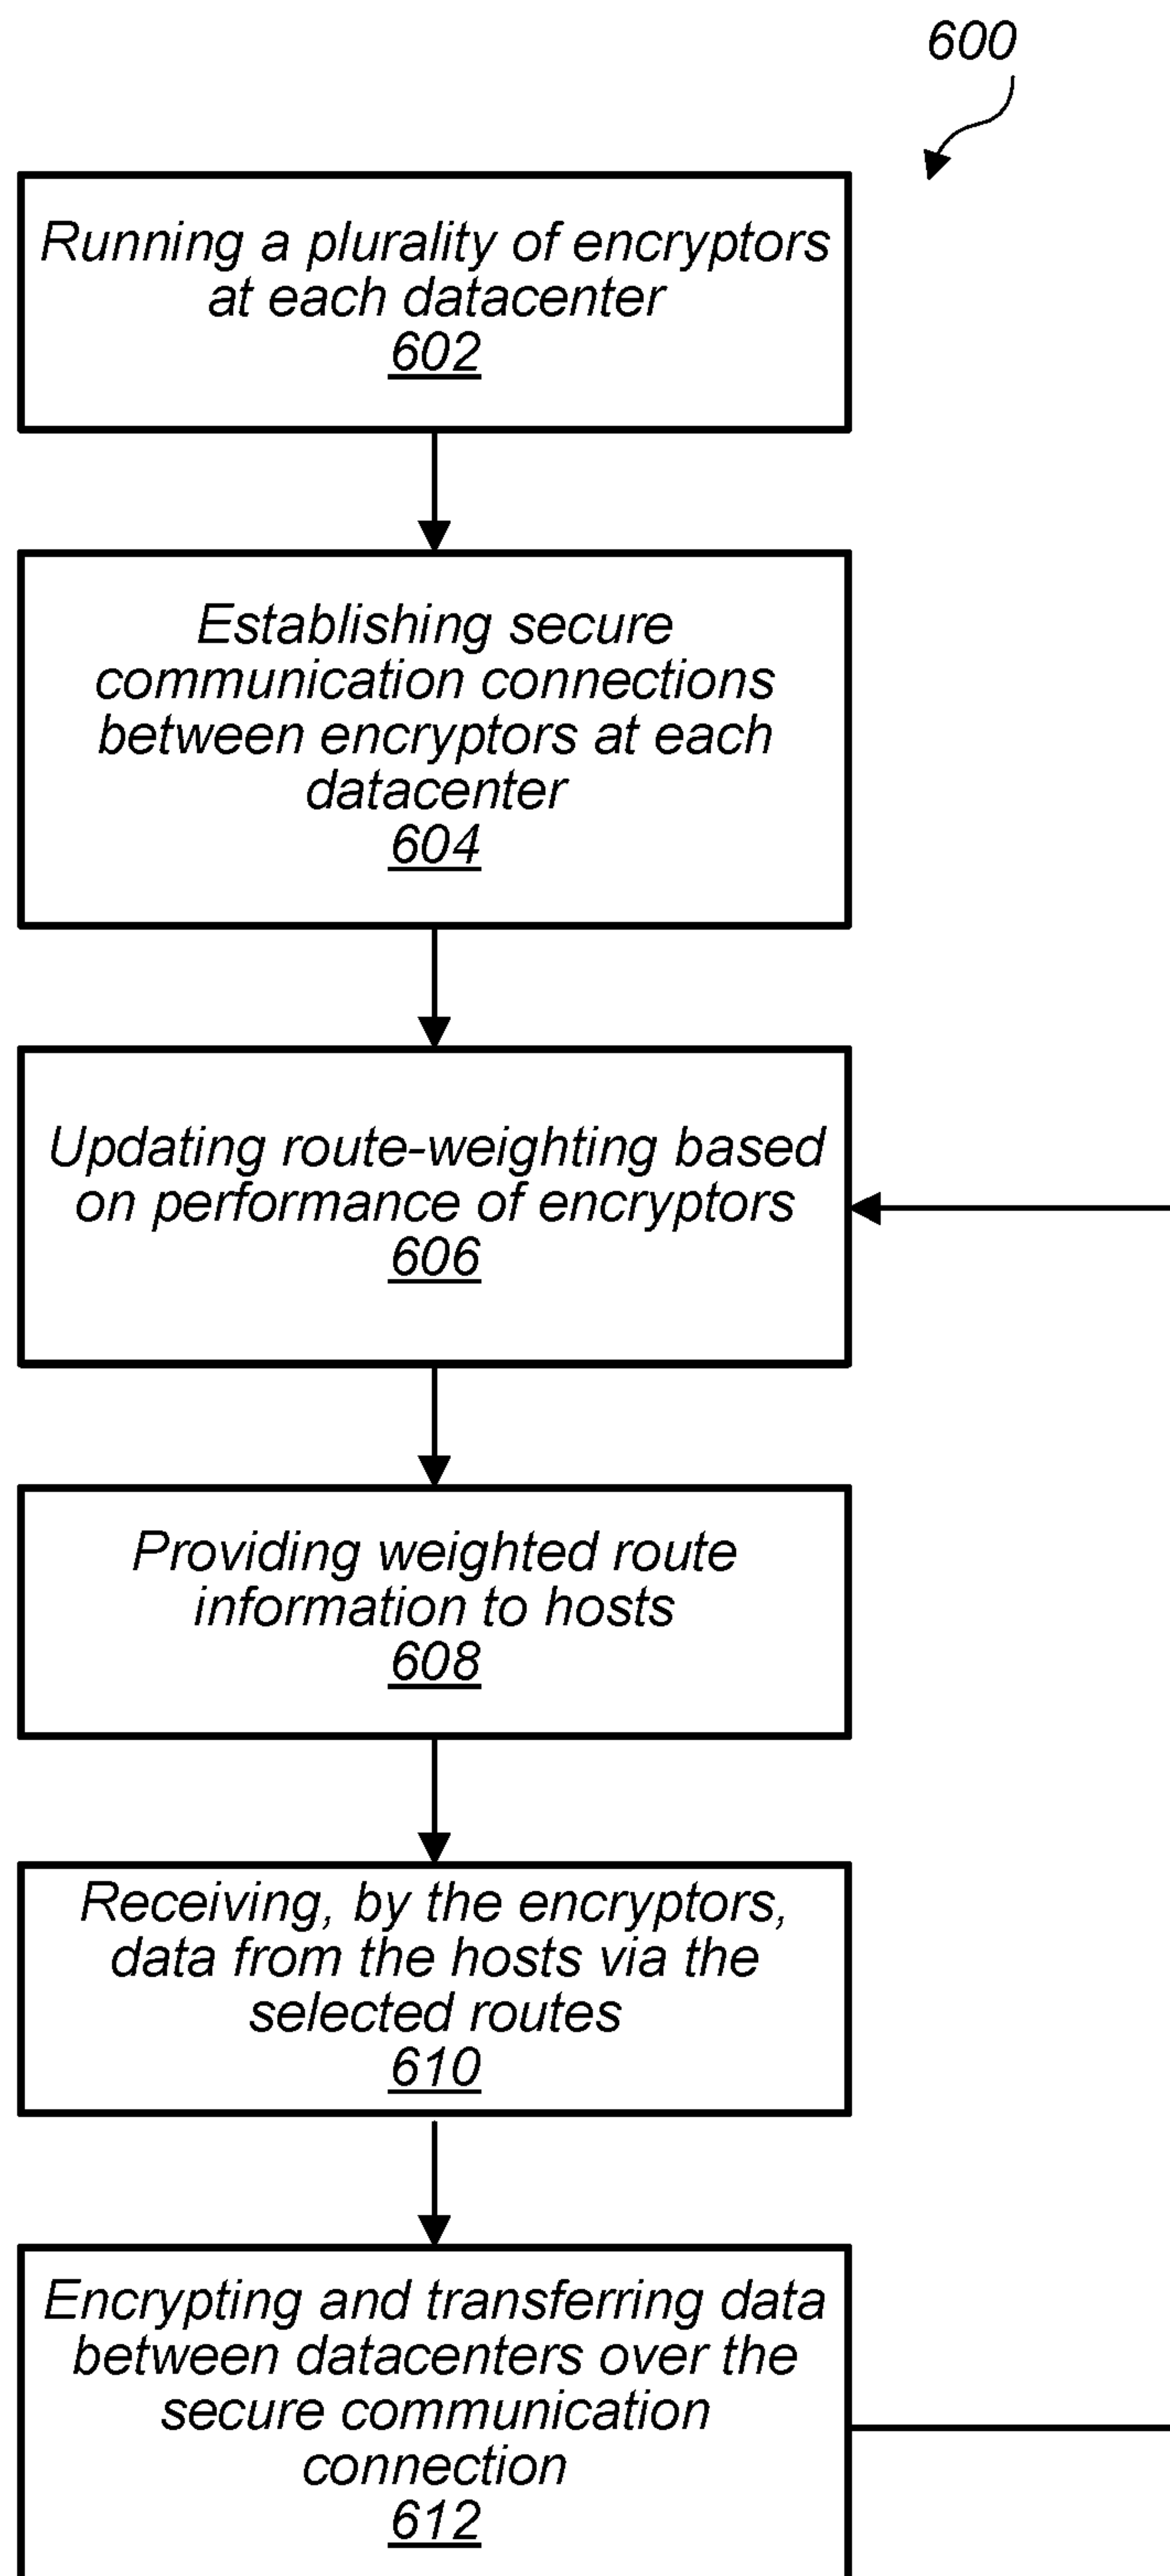 600
Running a plurality of encryptors
at each datacenter
602
Establishing secure
communication connections
between encryptors at each
datacenter
604
Updating route-weighting based
on performance of encryptors
606
Providing weighted route
information to hosts
608
Receiving, by the encryptors,
data from the hosts via the
selected routes
610
Encrypting and transferring data
between datacenters over the
secure communication
connection
612